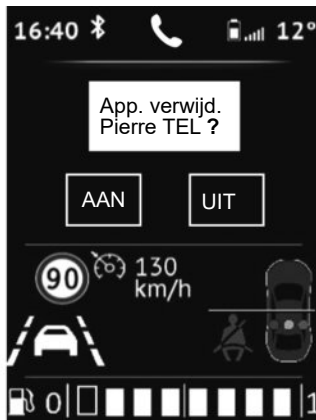 16:40 12°
App. verwijd.
Pierre TEL ?
AAN UIT
90 130
km/h
0 1